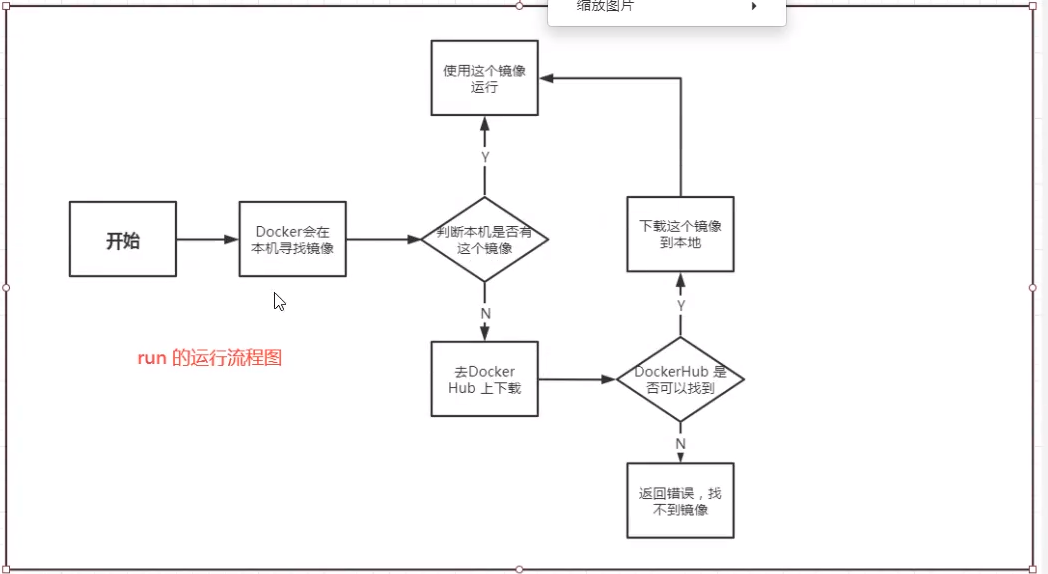 缩放图片
使用这个镜像
运行
Y
开始
Docker会在
本机寻找镜像
判断本机是否有
这个镜像
下载这个镜像
到本地
N
Y
run 的运行流程图
去Docker
Hub 上下载
DockerHub 是
否可以找到
N
返回错误，找
不到镜像